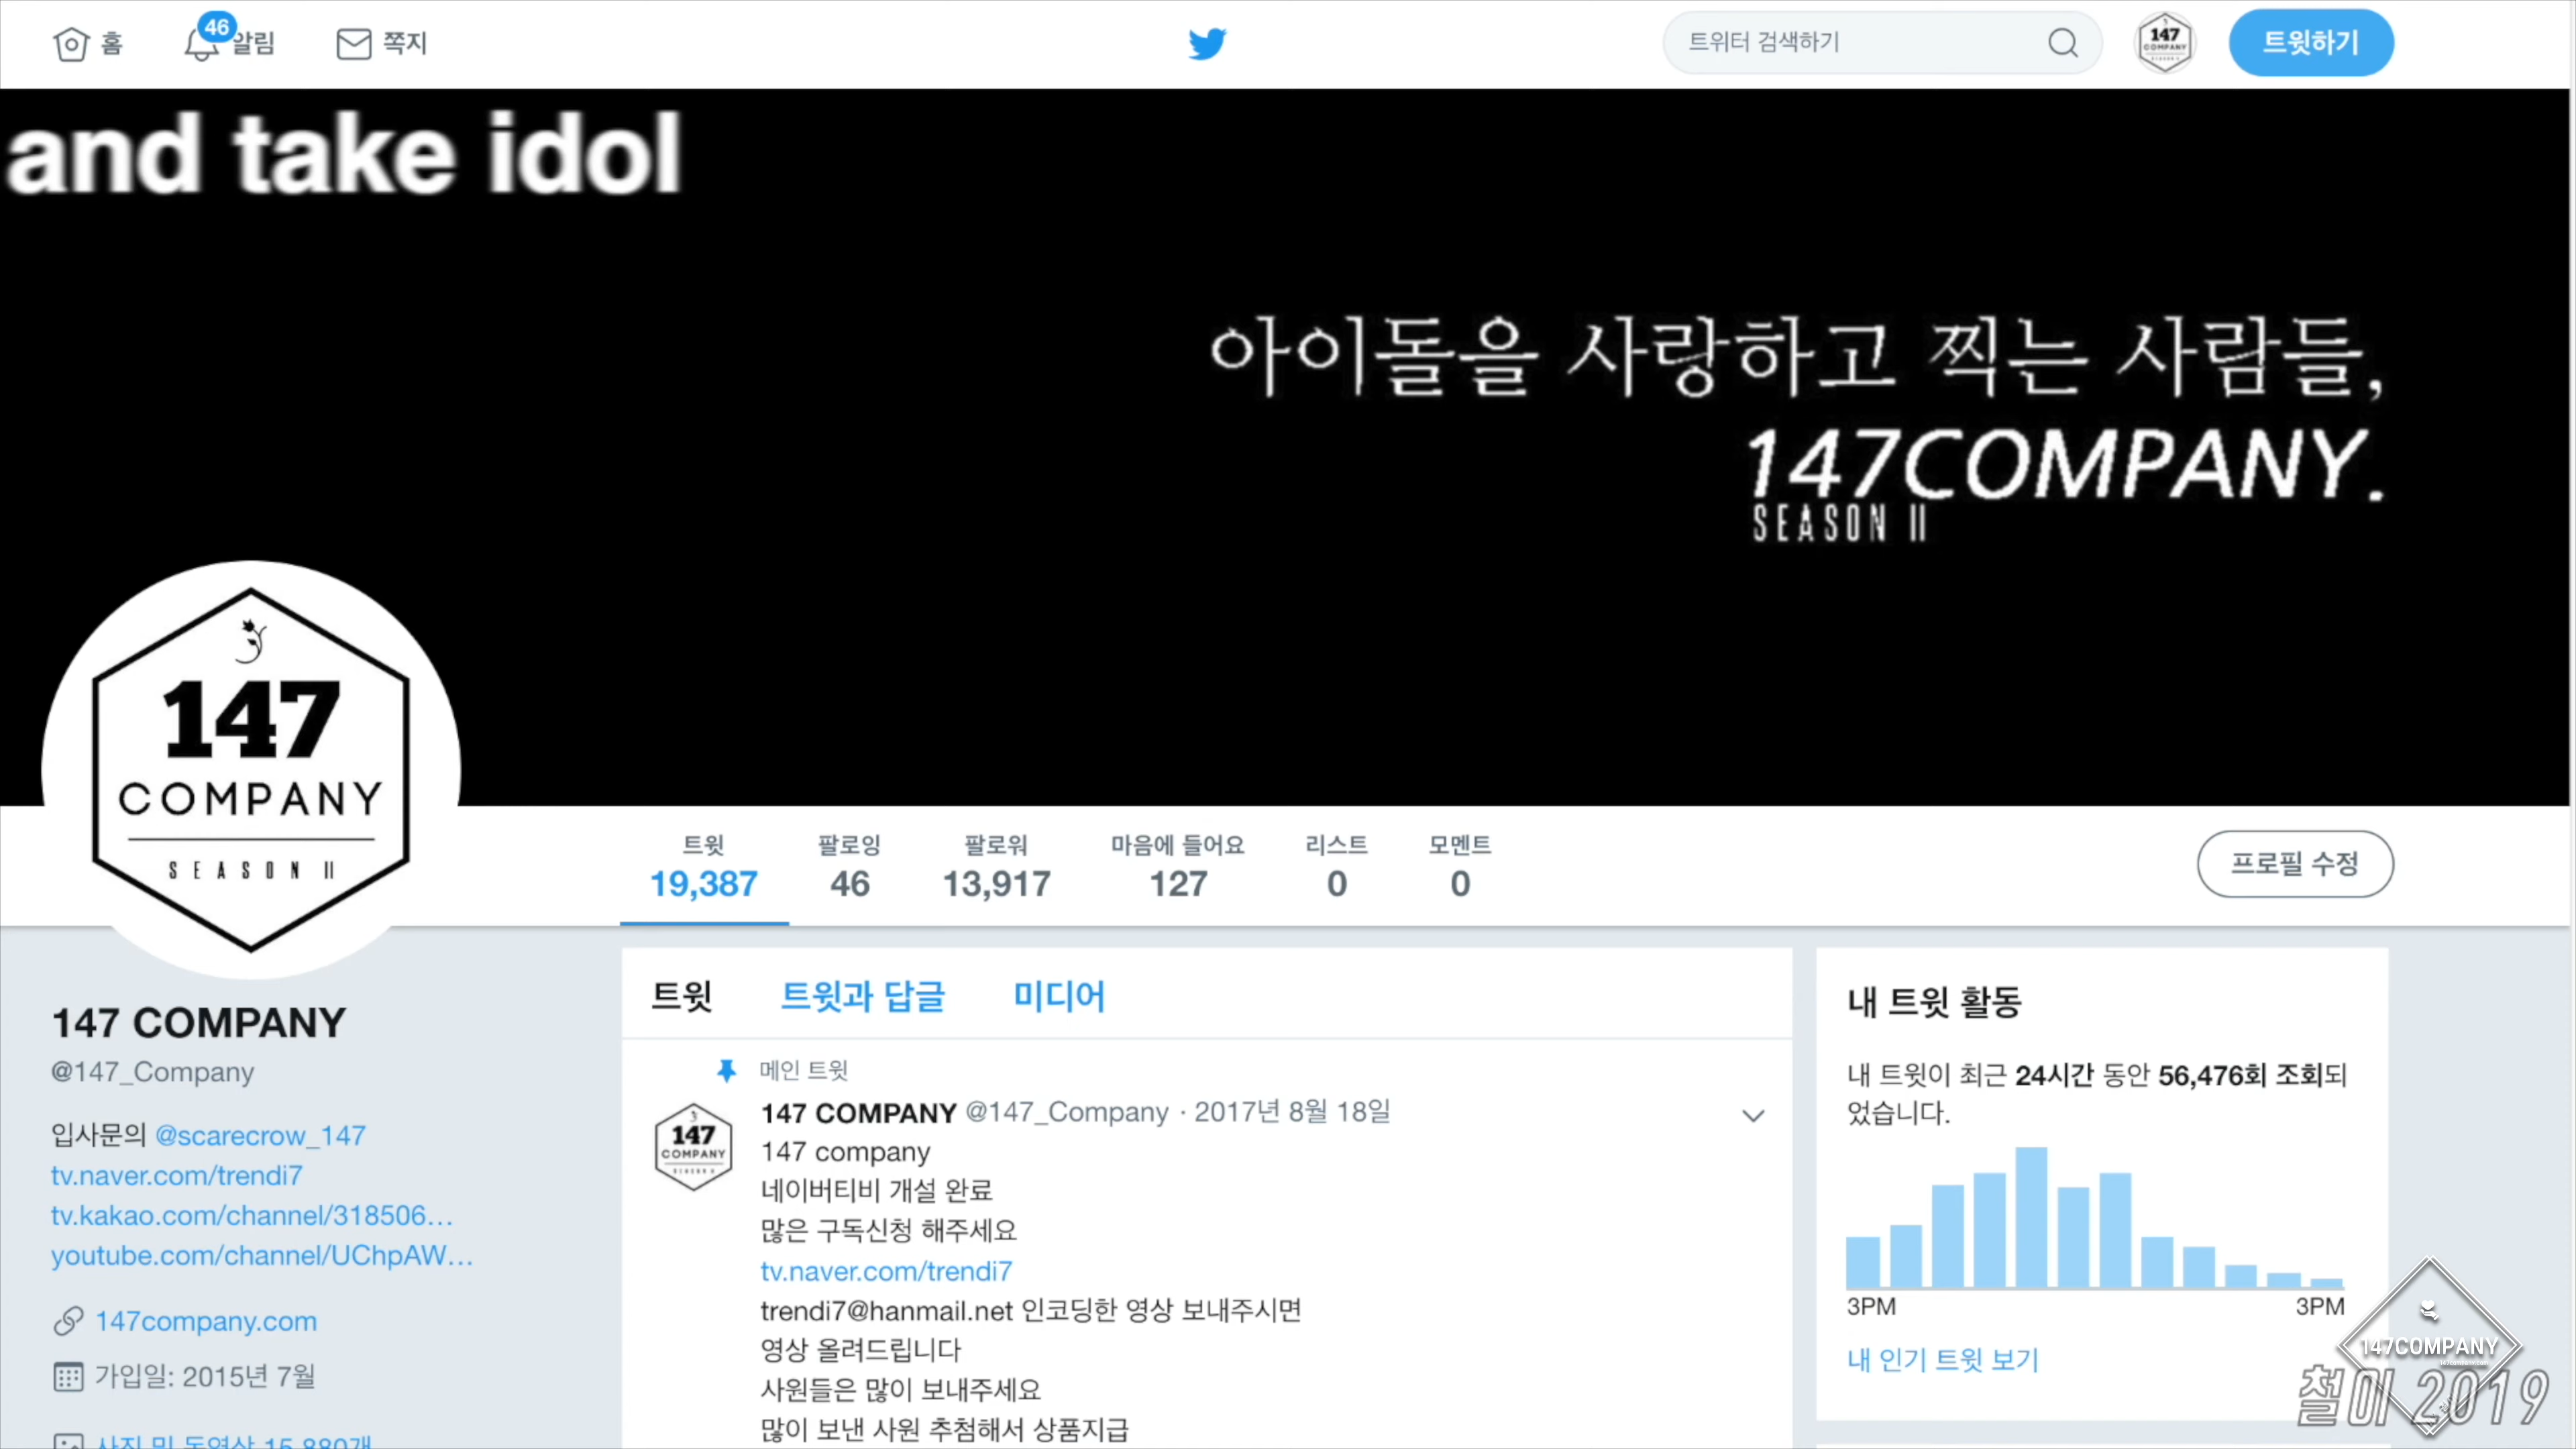 홈
46
알림
쪽지
트위터 검색하기
147
COMPANY
트윗하기
and take idol
아이돌을 사랑하고 찍는 사람들,
147COMPANY.
SEASON II
147
COMPANY
SEASON II
트윗 팔로잉 팔로워 마음에 들어요 리스트 모멘트
19,387 46 13,917 127 0 0
프로필 수정
147 COMPANY
@147_Company
입사문의 @scarecrow_147
tv.naver.com/trendi7
tv.kakao.com/channel/318506...
youtube.com/channel/UChpAW...
147company.com
가입일: 2015년 7월
사진 및 동영상 15,880개
트윗 트윗과 답글 미디어
메인 트윗
147 COMPANY @147_Company · 2017년 8월 18일
147
COMPANY
147 company
네이버티비 개설 완료
많은 구독신청 해주세요
tv.naver.com/trendi7
trendi7@hanmail.net 인코딩한 영상 보내주시면
영상 올려드립니다
사원들은 많이 보내주세요
많이 보낸 사원 추첨해서 상품지급
내 트윗 활동
내 트윗이 최근 24시간 동안 56,476회 조회되
었습니다.
3PM 3PM
내 인기 트윗 보기
147COMPANY
2019